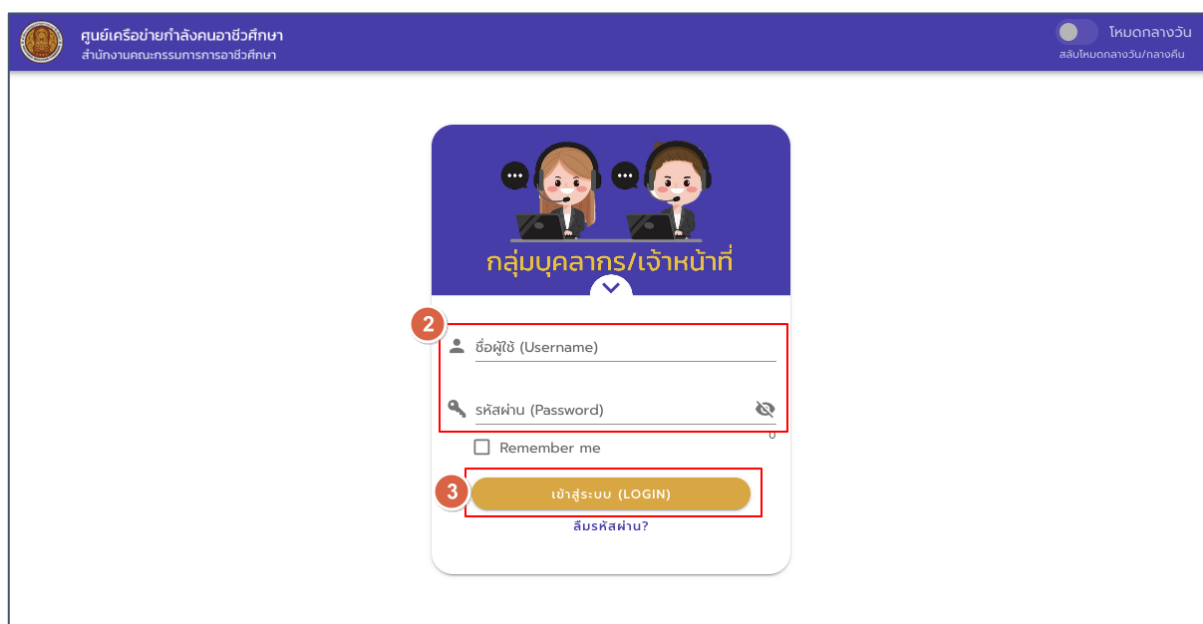 ศูนย์เครือข่ายกำลังคนอาชีวศึกษา
สำนักงานคณะกรรมการการอาชีวศึกษา
โหมดกลางวัน
สลับโหมดกลางวัน/กลางคืน
กลุ่มบุคลากร/เจ้าหน้าที่
2
ชื่อผู้ใช้ (Username)
รหัสผ่าน (Password)
0
Remember me
3
เข้าสู่ระบบ (LOGIN)
ลืมรหัสผ่าน?